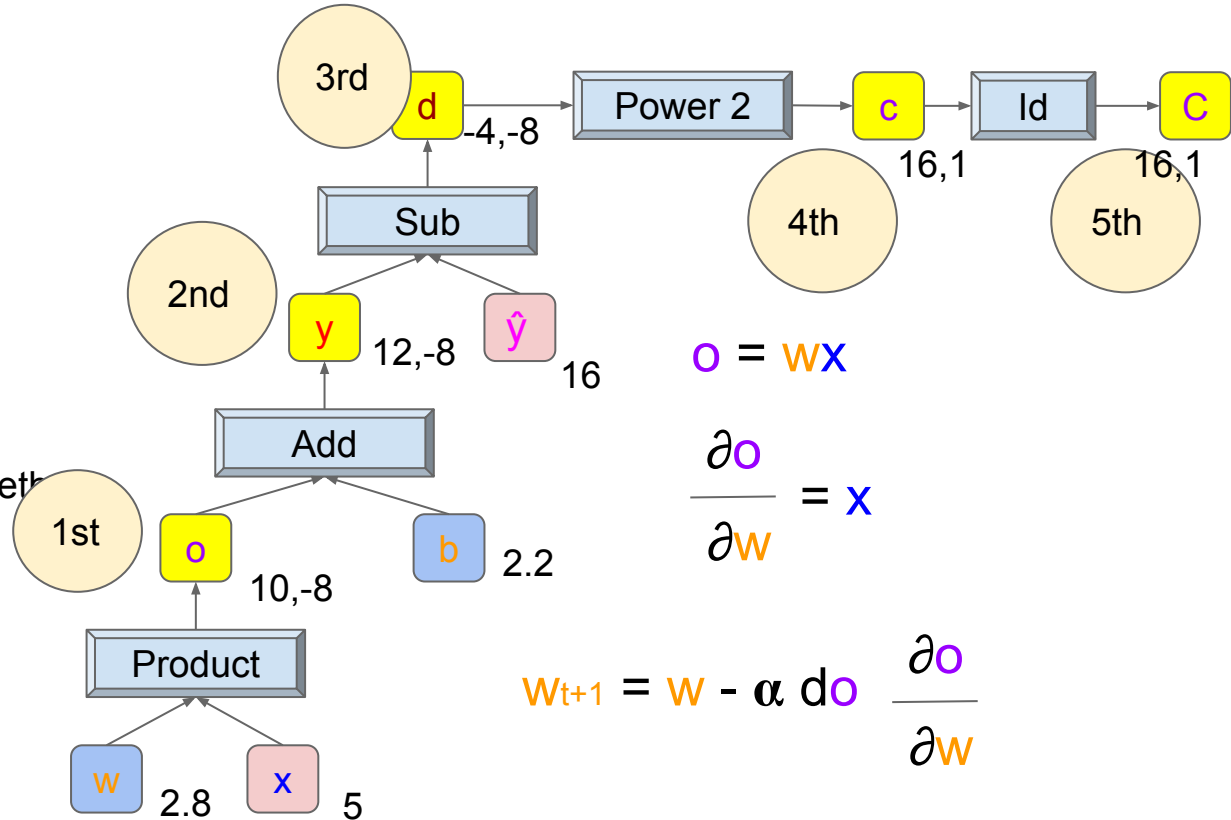 3rd
d
-4,-8
Power 2
c
16,1
Id
C
16,1
Sub
4th
5th
2nd
y
12,-8
ŷ
16
o = wx
Add
∂o
∂w
= x
1st
o
10,-8
b
2.2
Product
wt+1 = w - α do ∂o
∂w
w
2.8
x
5